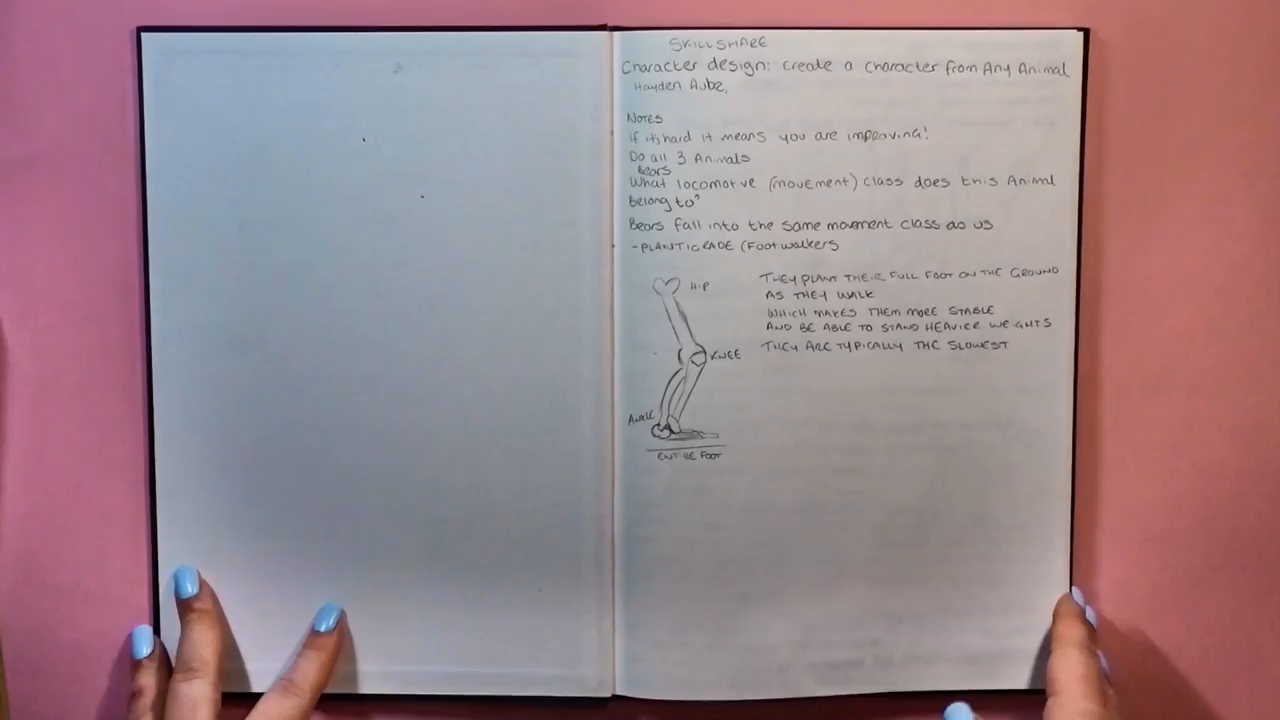 SKILLSHARE
Character design: create a character from Any Animal
Hayden Aube,
NOTES
If its hard it means you are improving!
Do all 3 Animals
Bears
What locomotive (movement) class does this Animal
Belong to?
Bears fall into the same movement class as us
-PLANTIGRADE (Foot walkers
HIP
THEY PLANT THEIR FULL FOOT ON THE GROUND
AS THEY WALK
WHICH MAKES THEM MORE STABLE
AND BE ABLE TO STAND HEAVIER WEIGHTS
THEY ARE TYPICALLY THE SLOWEST
KNEE
ANKLE
ENTIRE FOOT